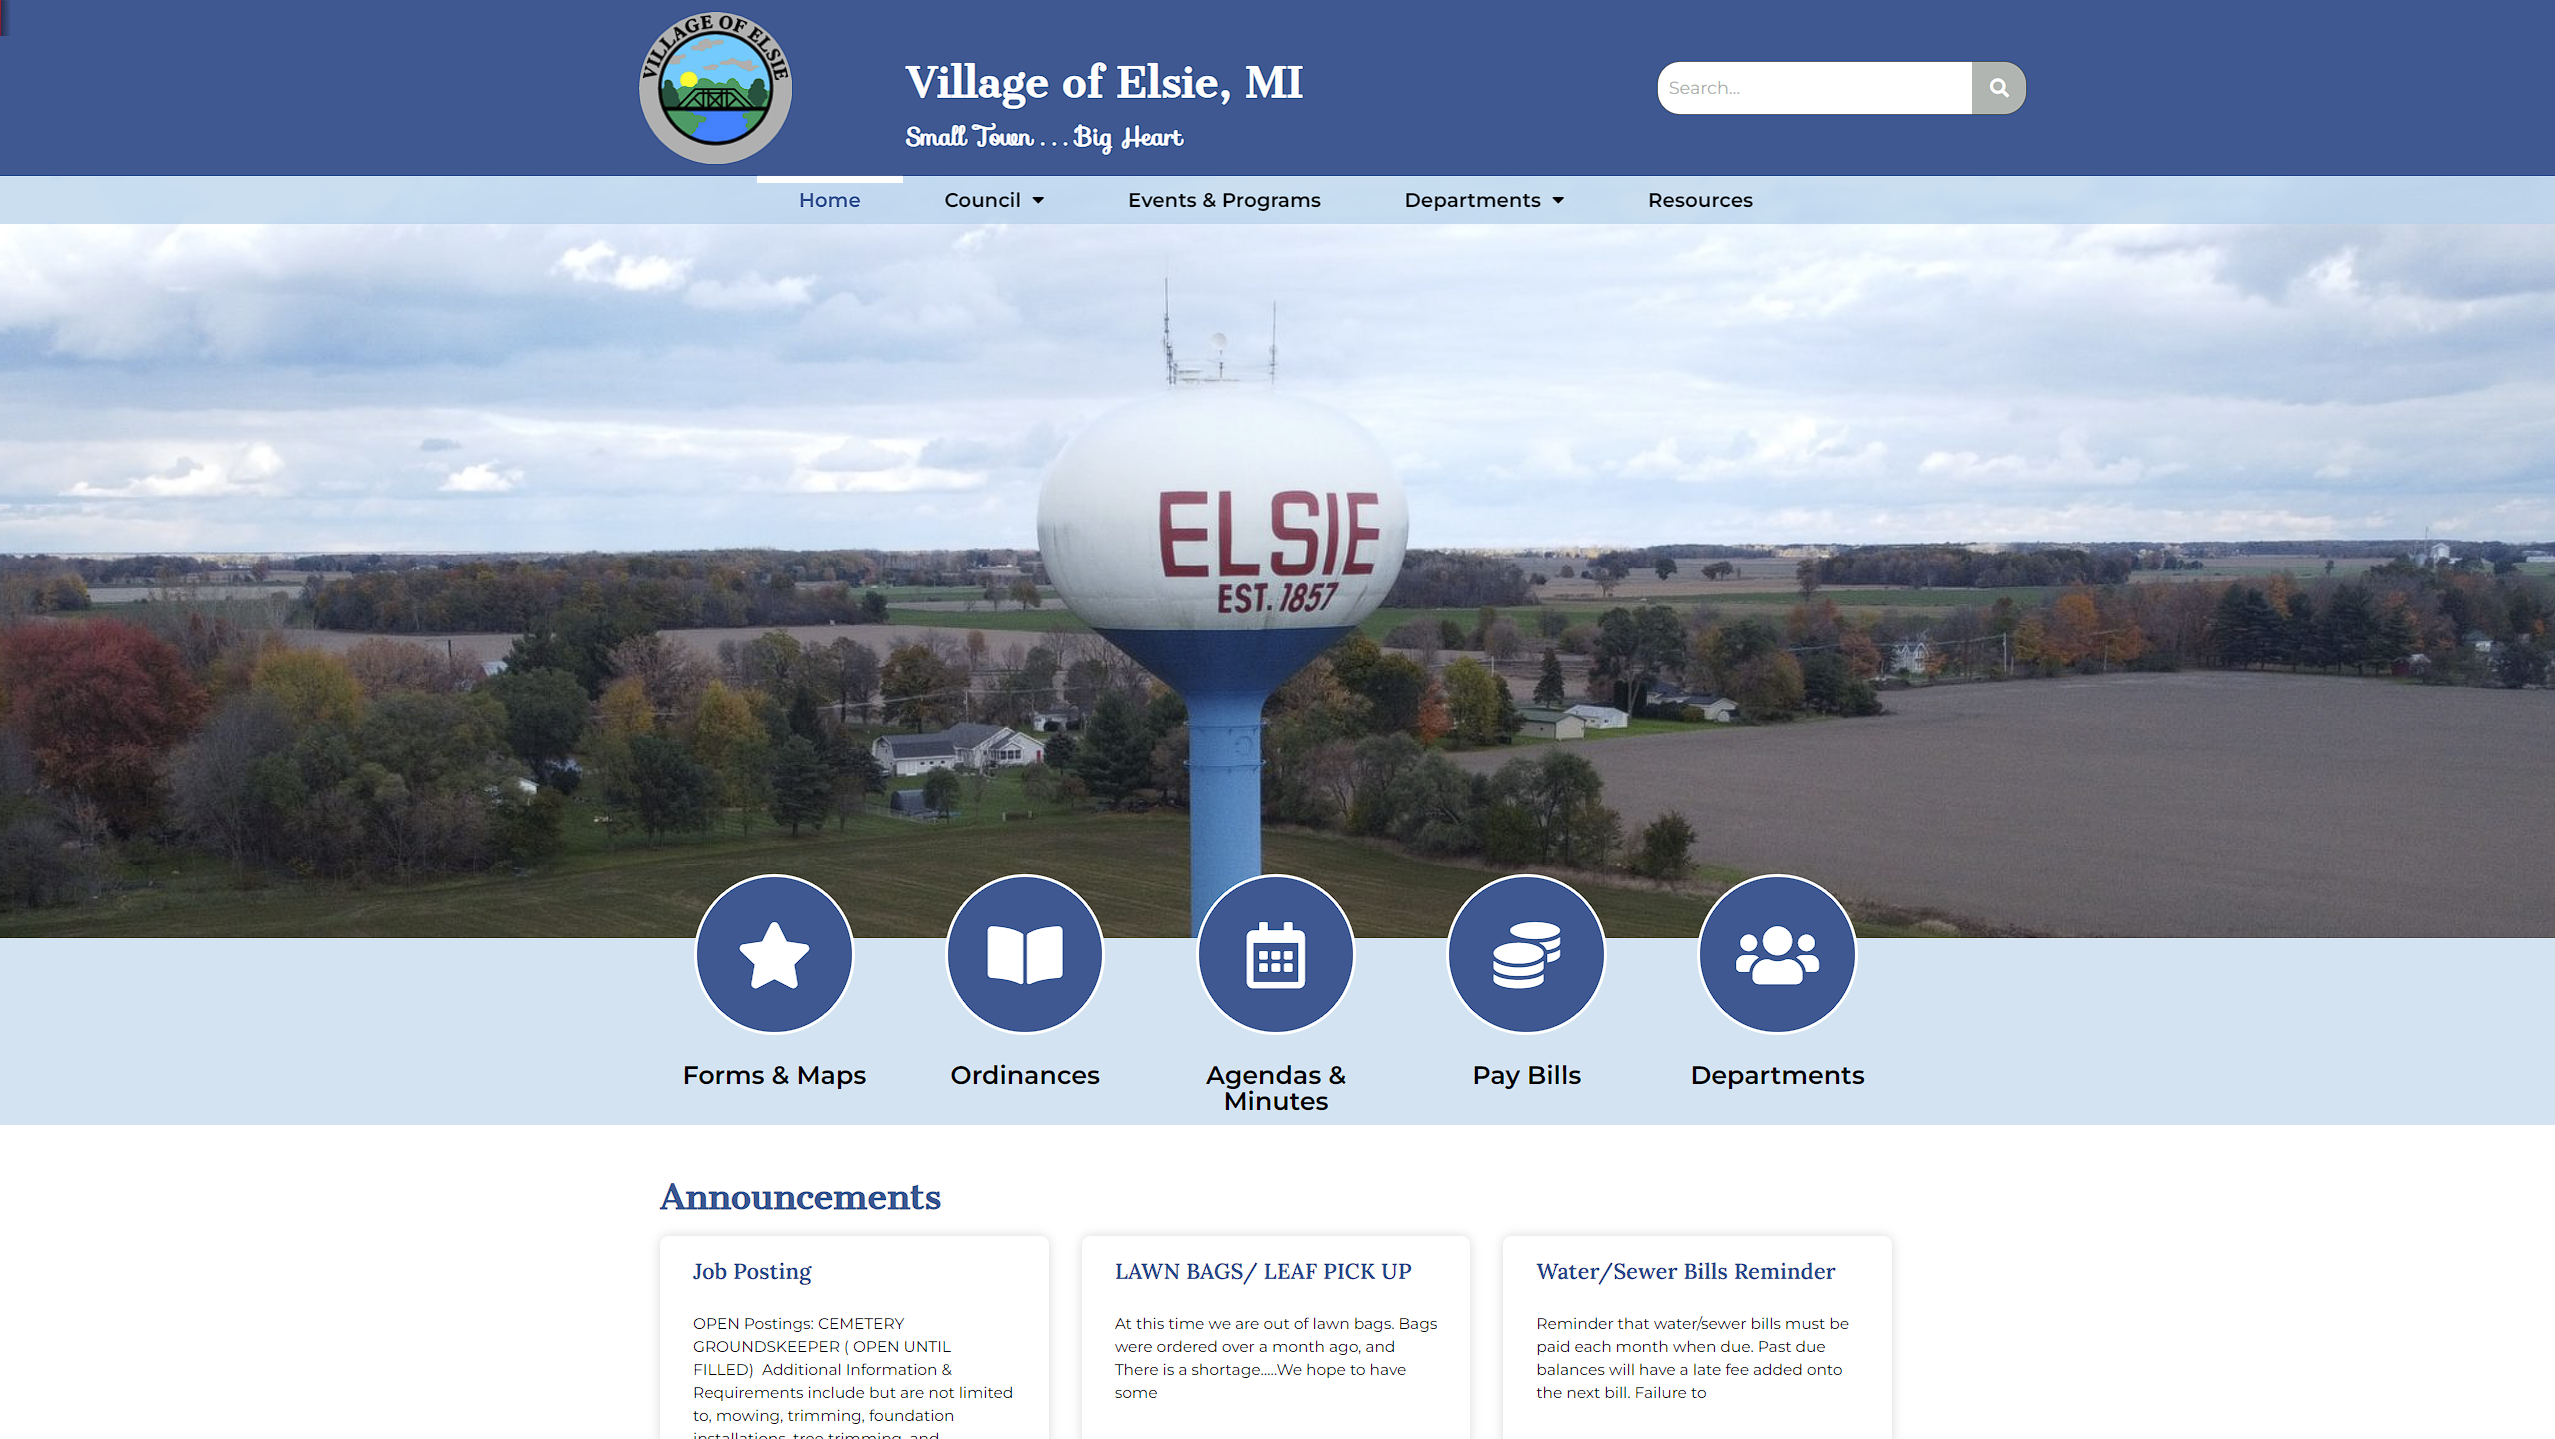 VILLAGE OF ELSIE
Village of Elsie, MI
Small Town . . . Big Heart
Search...
Home
Council
Events & Programs
Departments
Resources
ELSIE
EST. 1857
Forms & Maps
Ordinances
Agendas &
Minutes
Pay Bills
Departments
Announcements
Job Posting
OPEN Postings: CEMETERY
GROUNDSKEEPER ( OPEN UNTIL
FILLED)  Additional Information &
Requirements include but are not limited
to, mowing, trimming, foundation
installations, tree trimming, and
LAWN BAGS/ LEAF PICK UP
At this time we are out of lawn bags. Bags
were ordered over a month ago, and
There is a shortage.....We hope to have
some
Water/Sewer Bills Reminder
Reminder that water/sewer bills must be
paid each month when due. Past due
balances will have a late fee added onto
the next bill. Failure to